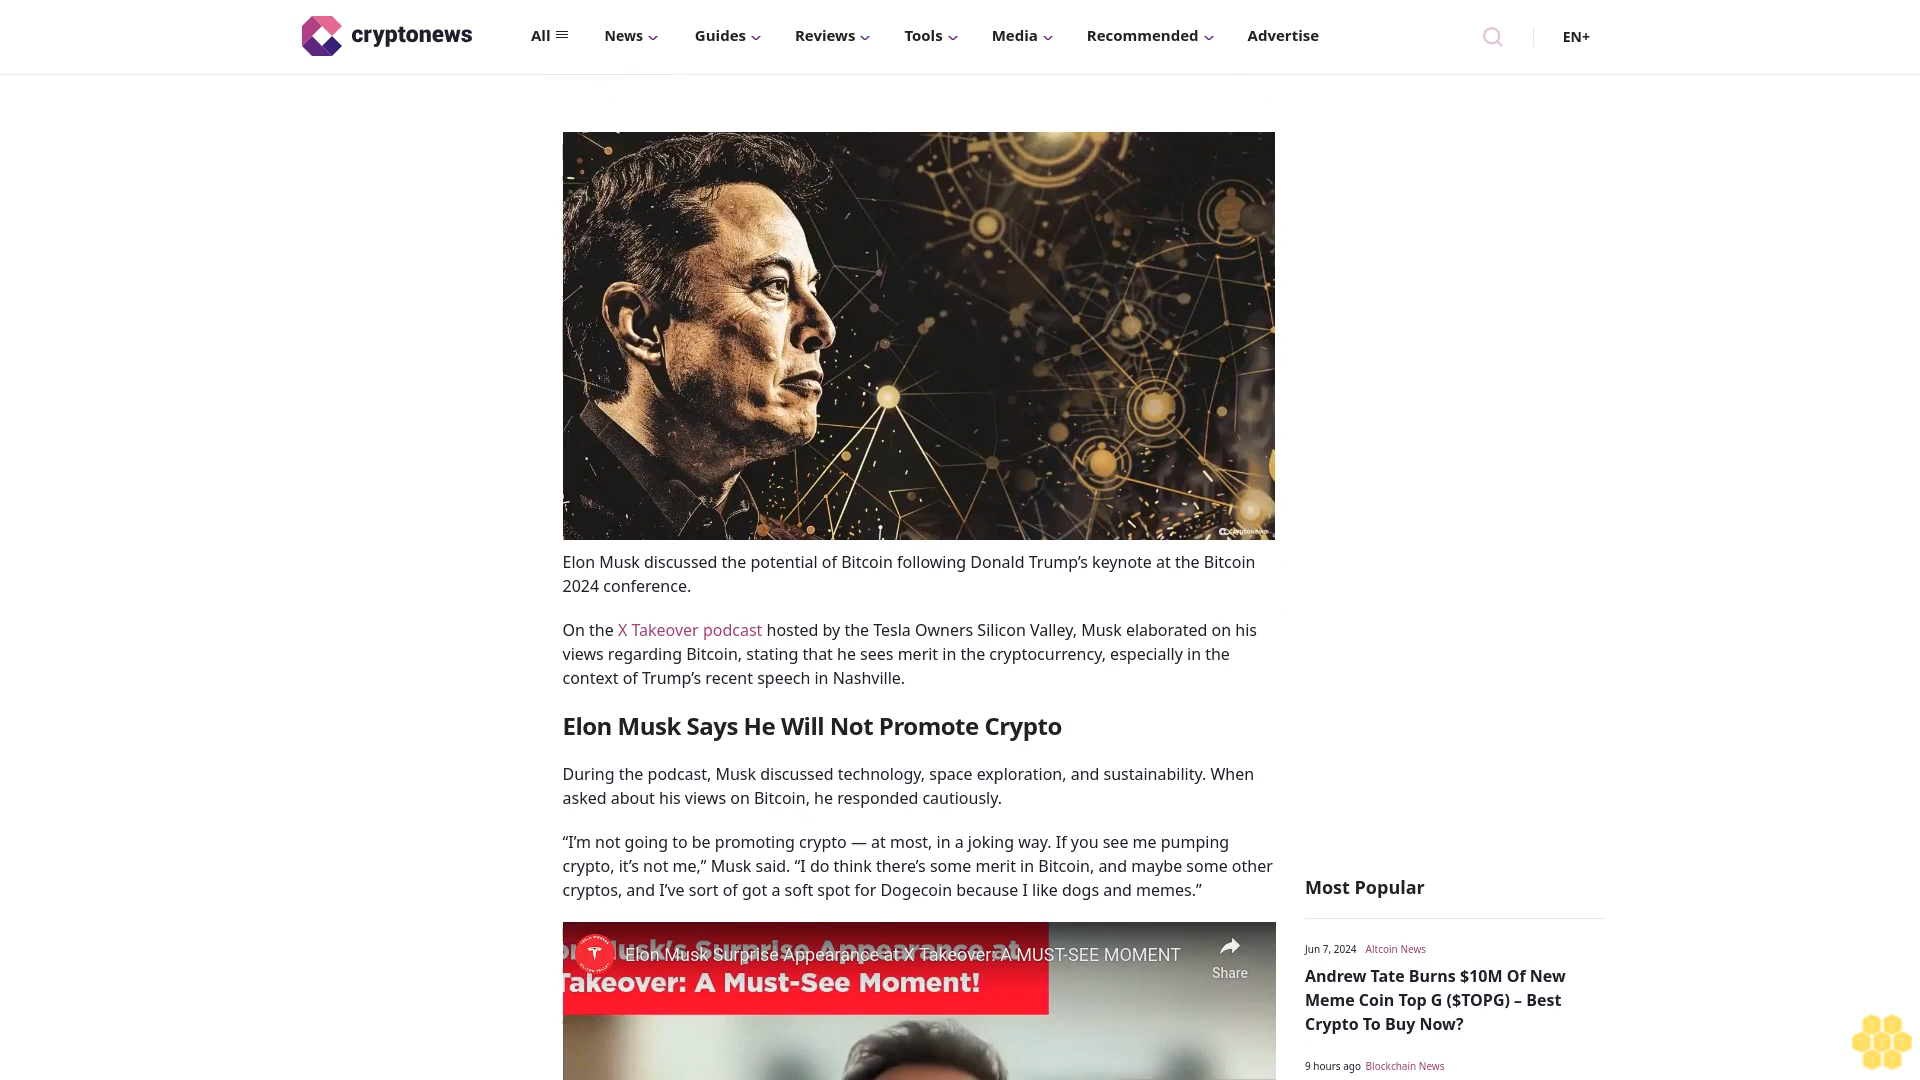 cryptonews
All
News
Guides
Reviews
Tools
Media
Recommended
Advertise
EN+
cryptonews
Elon Musk discussed the potential of Bitcoin following Donald Trump’s keynote at the Bitcoin
2024 conference.
On the X Takeover podcast hosted by the Tesla Owners Silicon Valley, Musk elaborated on his
views regarding Bitcoin, stating that he sees merit in the cryptocurrency, especially in the
context of Trump’s recent speech in Nashville.
Elon Musk Says He Will Not Promote Crypto
During the podcast, Musk discussed technology, space exploration, and sustainability. When
asked about his views on Bitcoin, he responded cautiously.
“I’m not going to be promoting crypto — at most, in a joking way. If you see me pumping
crypto, it’s not me,” Musk said. “I do think there’s some merit in Bitcoin, and maybe some other
cryptos, and I’ve sort of got a soft spot for Dogecoin because I like dogs and memes.”
Elon Musk Surprise Appearance at X Takeover: A MUST-SEE MOMENT
Share
Musk's Surprise Appearance at
Takeover: A Must-See Moment!
Most Popular
Jun 7, 2024 Altcoin News
Andrew Tate Burns $10M Of New
Meme Coin Top G ($TOPG) – Best
Crypto To Buy Now?
9 hours ago Blockchain News